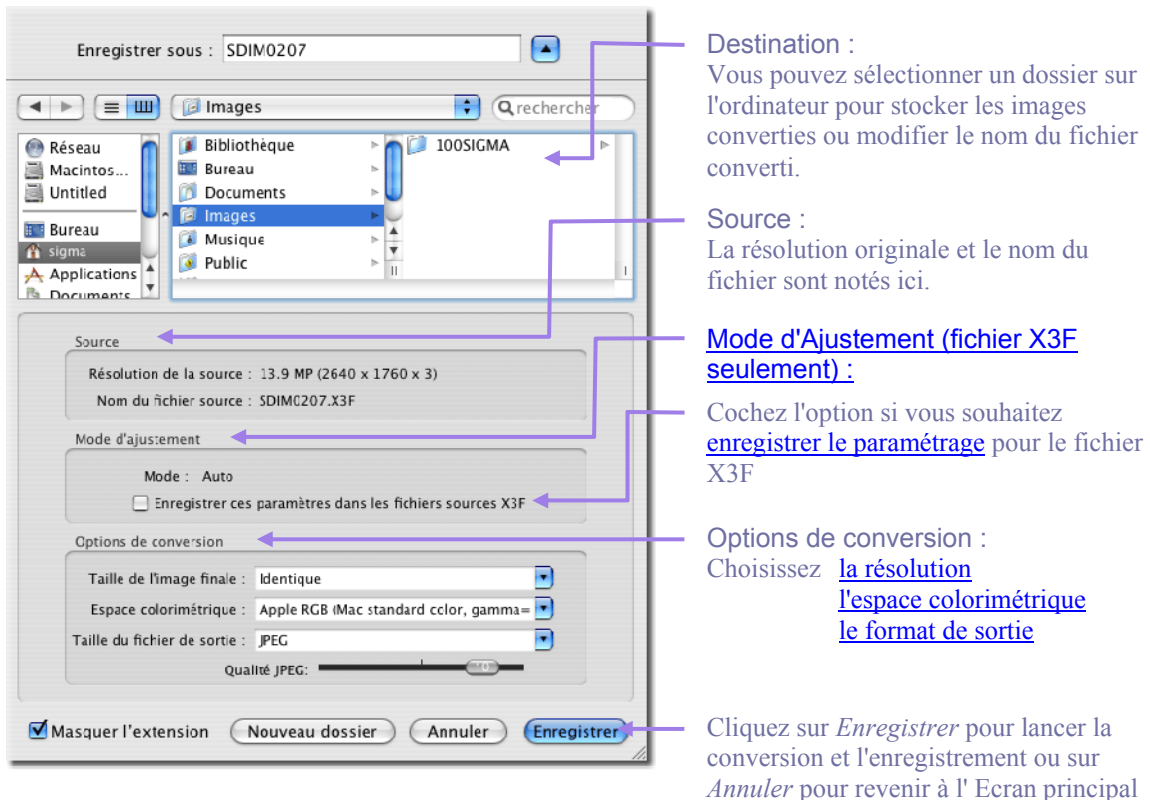 Enregistrer sous : SDIM0207
Images
rechercher
Réseau
Macintos...
Untitled
Bureau
sigma
Applications
Documents
Bibliothèque
Bureau
Documents
Images
Musique
Public
100SIGMA
Source
Résolution de la source : 13.9 MP (2640 x 1760 x 3)
Nom du fichier source : SDIM0207.X3F
Mode d'ajustement
Mode : Auto
Enregistrer ces paramètres dans les fichiers sources X3F
Options de conversion
Taille de l'image finale : Identique
Espace colorimétrique : Apple RGB (Mac standard color, gamma=
Taille du fichier de sortie : JPEG
Qualité JPEG: 10
Masquer l'extension
Nouveau dossier
Annuler
Enregistrer
Destination :
Vous pouvez sélectionner un dossier sur
l'ordinateur pour stocker les images
converties ou modifier le nom du fichier
converti.
Source :
La résolution originale et le nom du
fichier sont notés ici.
Mode d'Ajustement (fichier X3F
seulement) :
Cochez l'option si vous souhaitez
enregistrer le paramétrage pour le fichier
X3F
Options de conversion :
Choisissez la résolution
l'espace colorimétrique
le format de sortie
Cliquez sur Enregistrer pour lancer la
conversion et l'enregistrement ou sur
Annuler pour revenir à l' Ecran principal